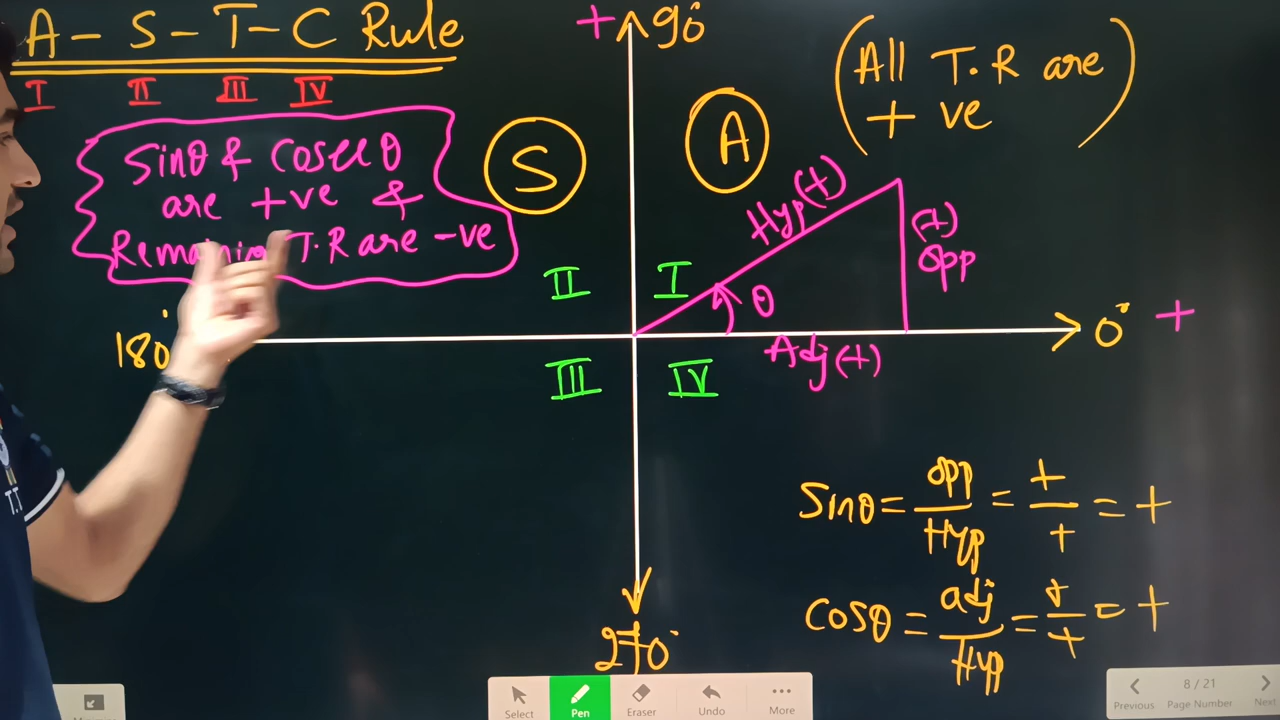 A - S - T - C Rule
I II III IV
Sinθ & Cosecθ
are +ve &
Remaining T.R are -ve
S
A
(All T.R are
+ ve)
+ 90°
Hyp(+)
(+)
opp
θ
Adj(+)
II I
III IV
180°
0° +
270°
Sinθ = opp/Hyp = +/+ = +
Cosθ = adj/Hyp = +/+ = +
T.T
Select
Pen
Eraser
Undo
More
Previous
8 / 21
Page Number
Next